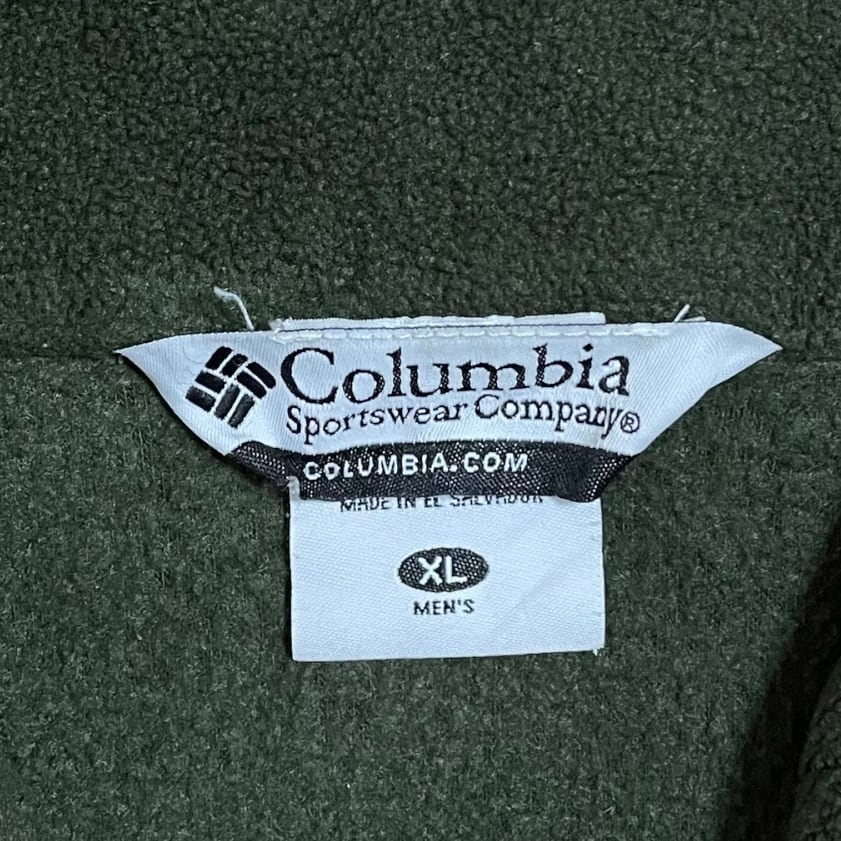 Columbia
Sportswear Company®
COLUMBIA.COM
MADE IN EL SALVADOR
XL
MEN'S